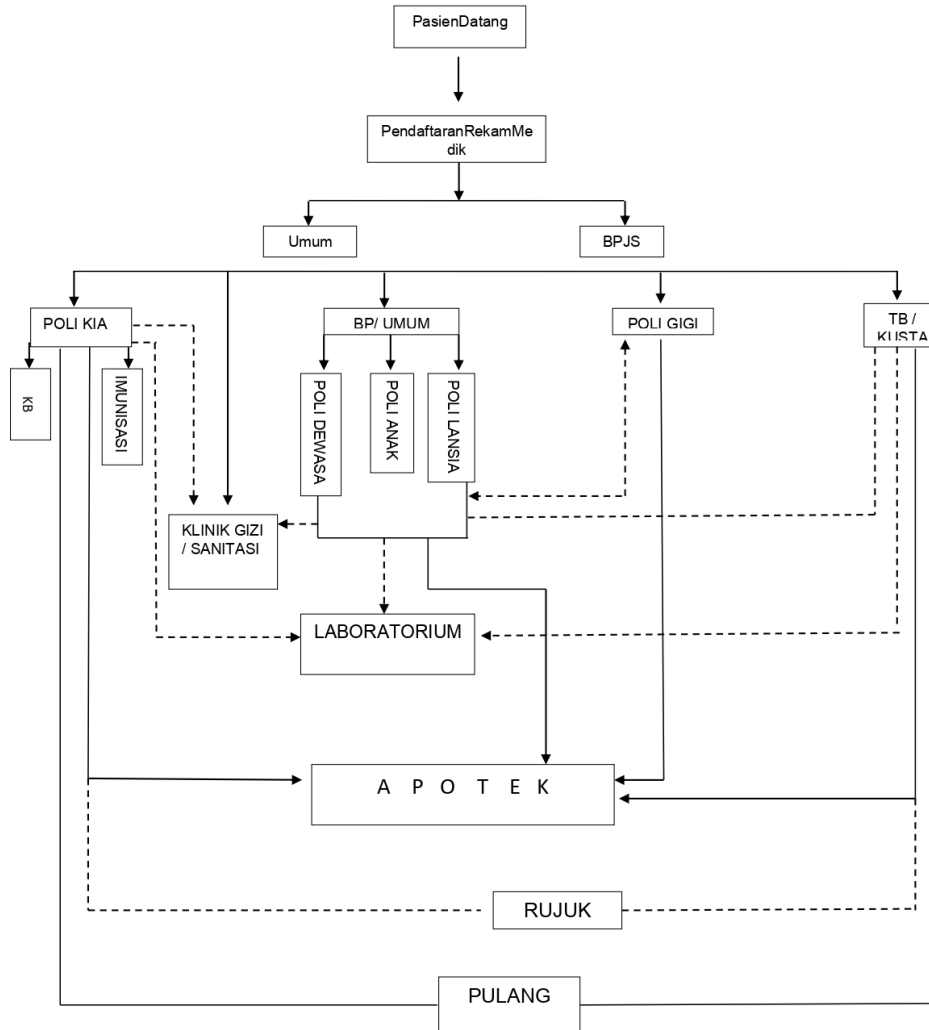 PasienDatang
PendaftaranRekamMe
dik
Umum
BPJS
POLI KIA
BP/ UMUM
POLI GIGI
TB /
KUSTA
KB
IMUNISASI
POLI DEWASA
POLI ANAK
POLI LANSIA
KLINIK GIZI
/ SANITASI
LABORATORIUM
A P O T E K
RUJUK
PULANG